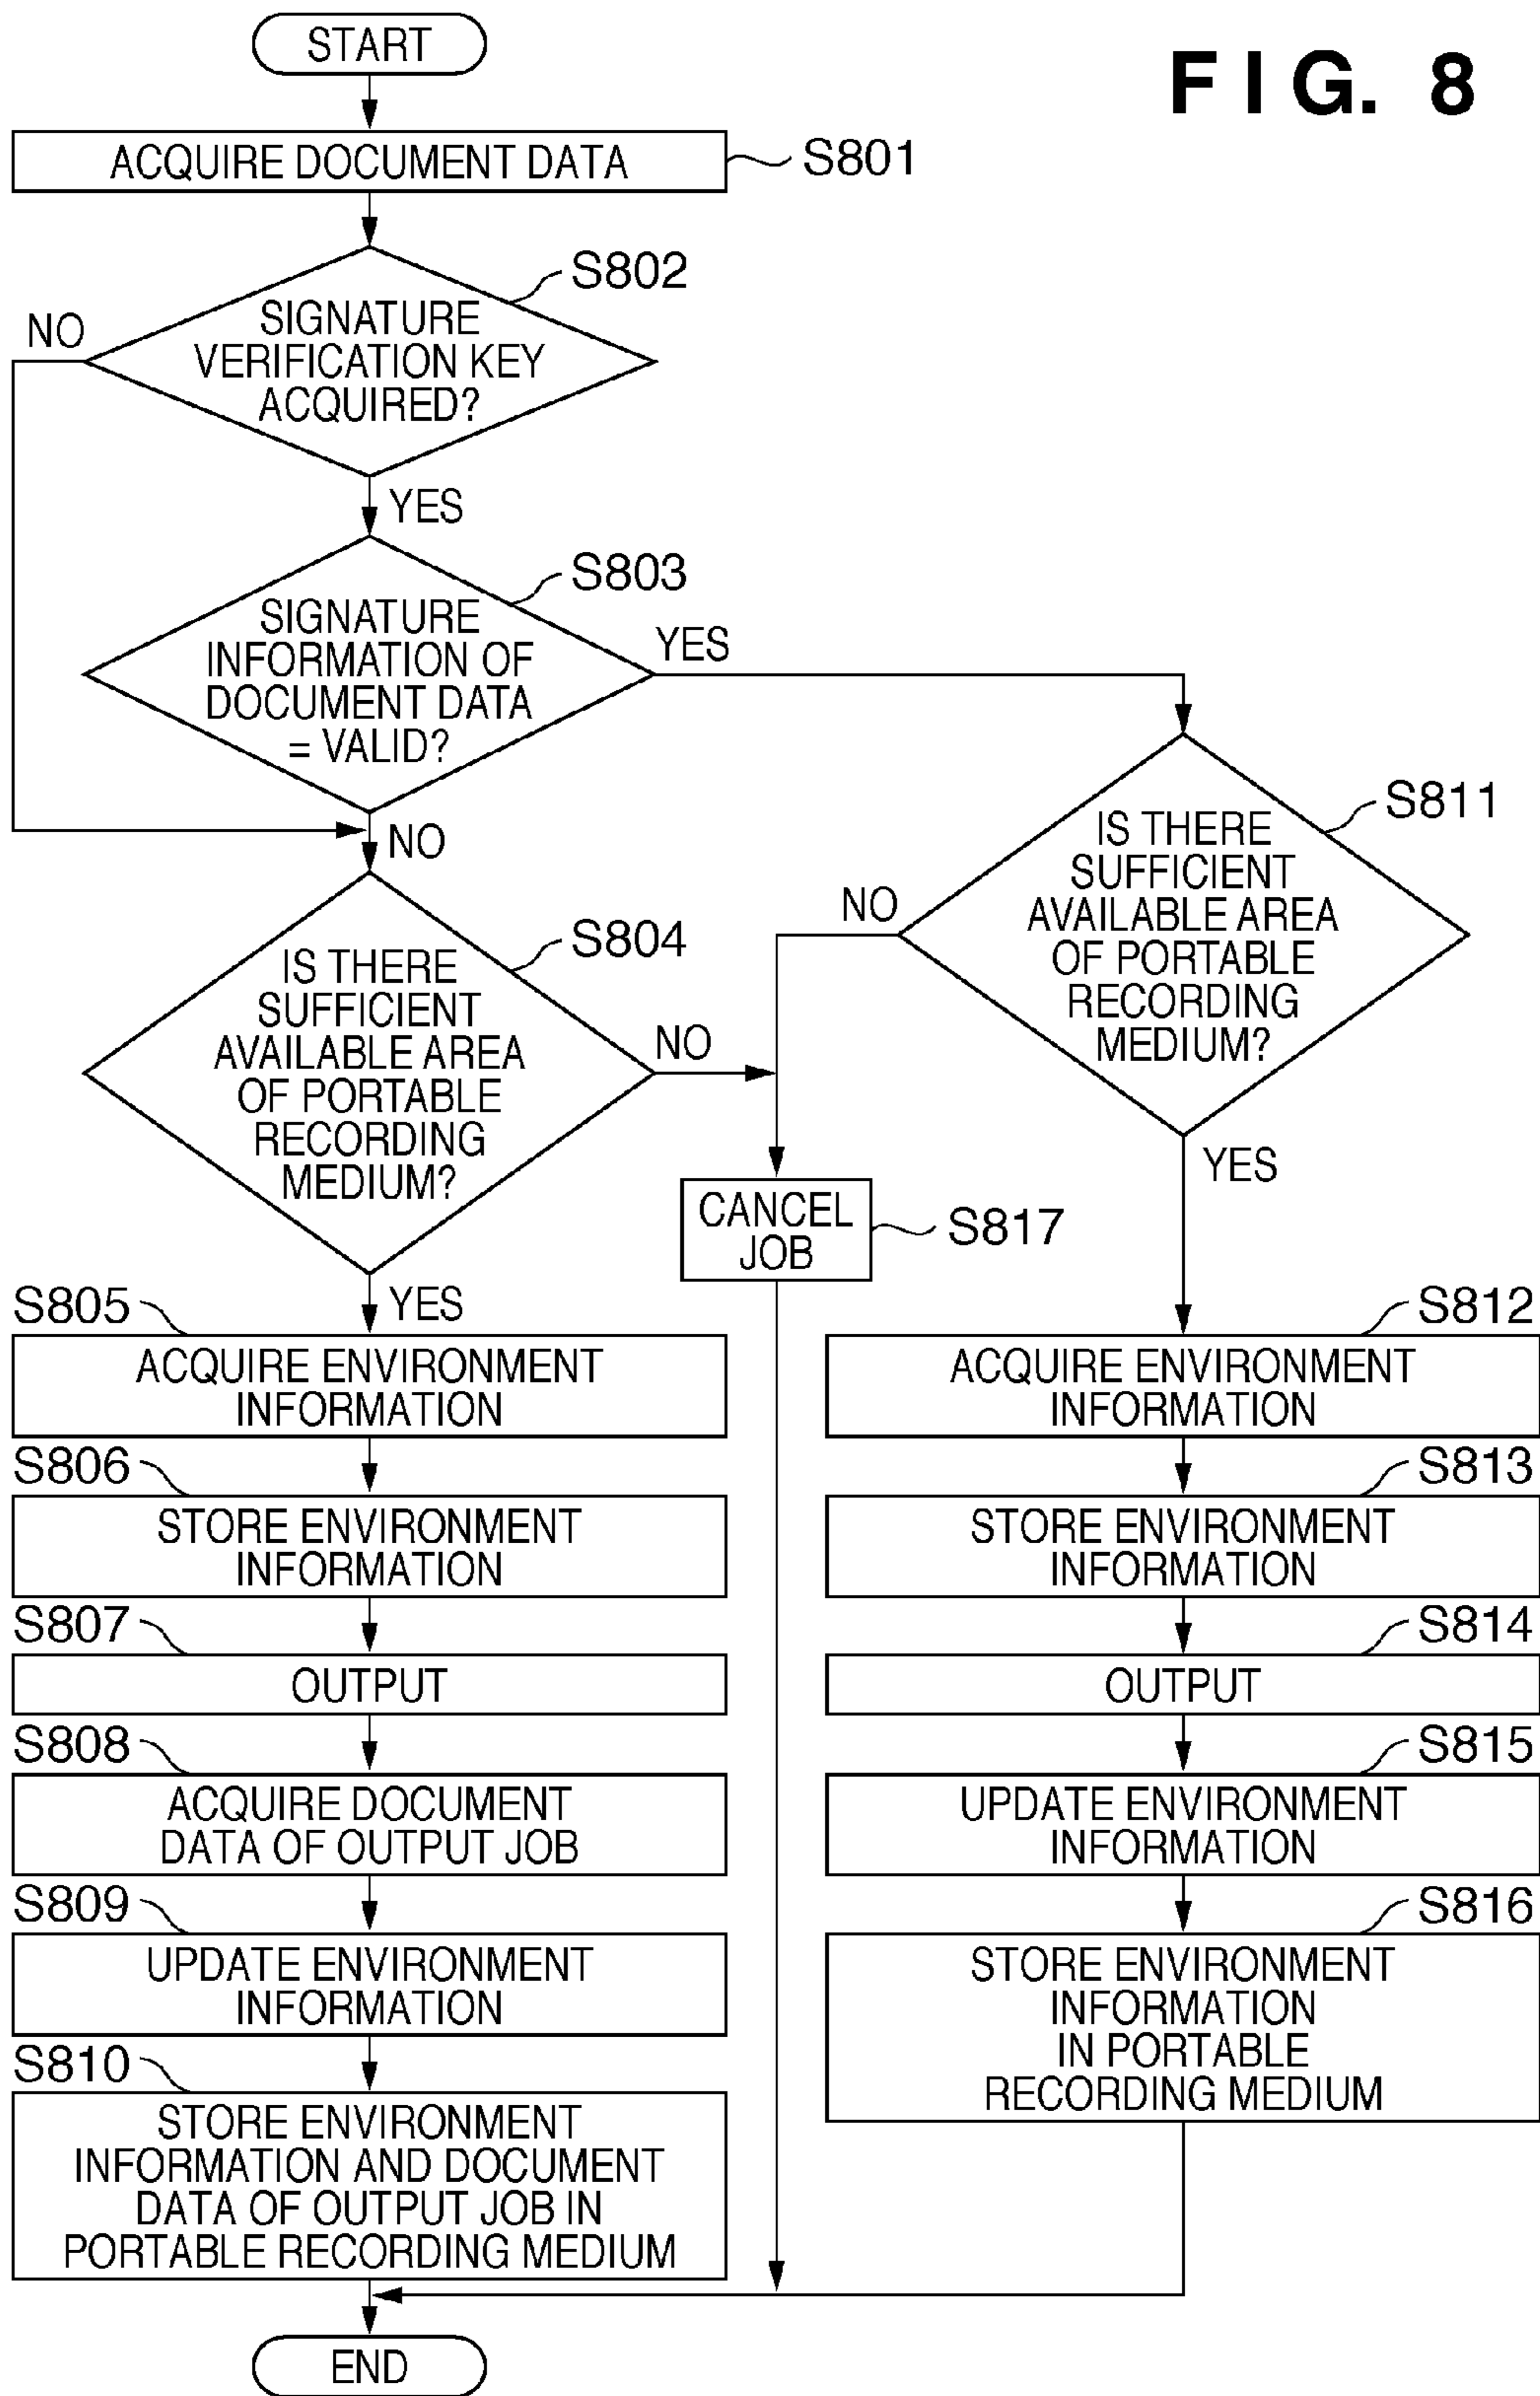 FIG. 8
START
ACQUIRE DOCUMENT DATA
S801
S802
SIGNATURE
VERIFICATION KEY
ACQUIRED?
NO
YES
S803
SIGNATURE
INFORMATION OF
DOCUMENT DATA
= VALID?
YES
NO
S804
IS THERE
SUFFICIENT
AVAILABLE AREA
OF PORTABLE
RECORDING
MEDIUM?
NO
YES
S811
IS THERE
SUFFICIENT
AVAILABLE AREA
OF PORTABLE
RECORDING
MEDIUM?
NO
YES
CANCEL
JOB
S817
S805
ACQUIRE ENVIRONMENT
INFORMATION
S806
STORE ENVIRONMENT
INFORMATION
S807
OUTPUT
S808
ACQUIRE DOCUMENT
DATA OF OUTPUT JOB
S809
UPDATE ENVIRONMENT
INFORMATION
S810
STORE ENVIRONMENT
INFORMATION AND DOCUMENT
DATA OF OUTPUT JOB IN
PORTABLE RECORDING MEDIUM
S812
ACQUIRE ENVIRONMENT
INFORMATION
S813
STORE ENVIRONMENT
INFORMATION
S814
OUTPUT
S815
UPDATE ENVIRONMENT
INFORMATION
S816
STORE ENVIRONMENT
INFORMATION
IN PORTABLE
RECORDING MEDIUM
END